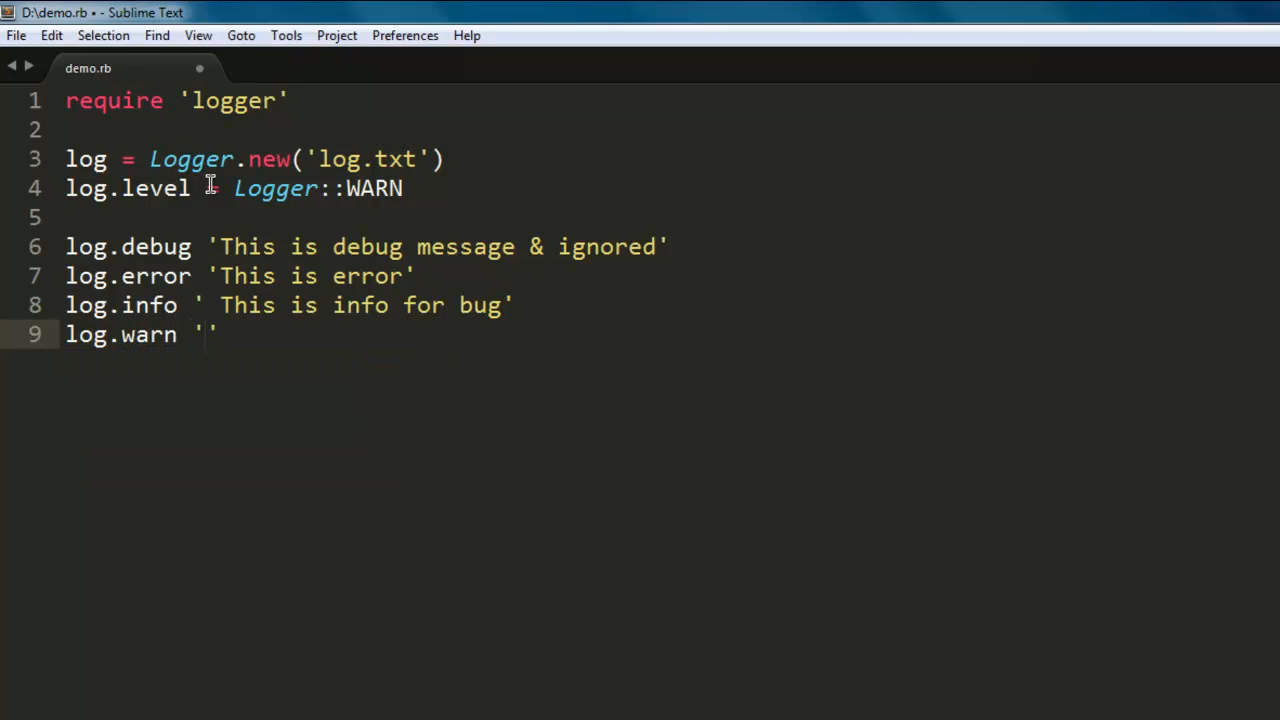 D:\demo.rb • - Sublime Text
File Edit Selection Find View Goto Tools Project Preferences Help
demo.rb
1 require 'logger'
2
3 log = Logger.new('log.txt')
4 log.level = Logger::WARN
5
6 log.debug 'This is debug message & ignored'
7 log.error 'This is error'
8 log.info ' This is info for bug'
9 log.warn ''